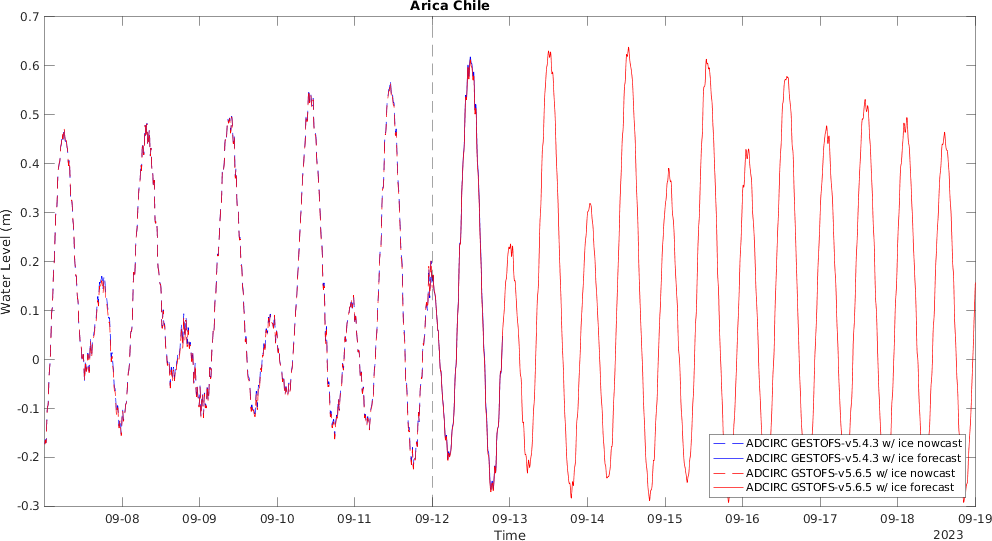 Arica Chile
0.7
0.6
0.5
0.4
0.3
0.2
0.1
0
-0.1
-0.2
-0.3
Water Level (m)
ADCIRC GESTOFS-v5.4.3 w/ ice nowcast
ADCIRC GESTOFS-v5.4.3 w/ ice forecast
ADCIRC GSTOFS-v5.6.5 w/ ice nowcast
ADCIRC GSTOFS-v5.6.5 w/ ice forecast
09-08 09-09 09-10 09-11 09-12 09-13 09-14 09-15 09-16 09-17 09-18 09-19
Time
2023